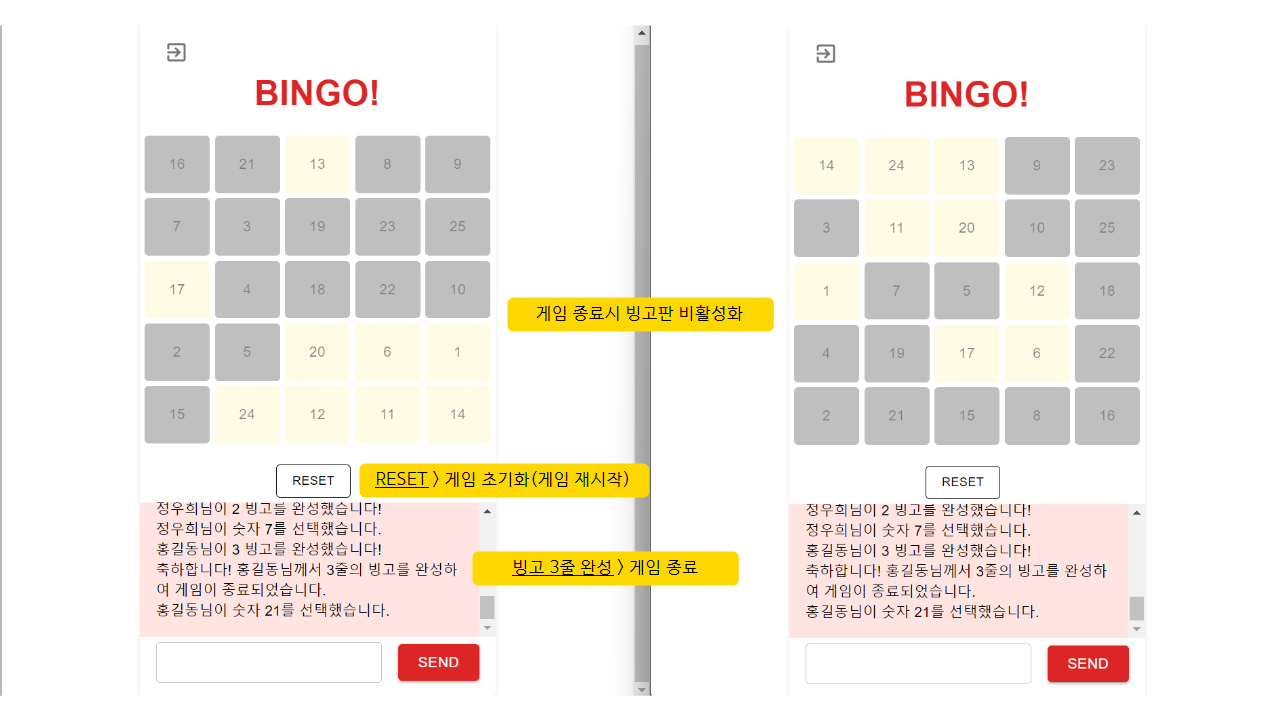 BINGO!
16 21 13 8 9
7 3 19 23 25
17 4 18 22 10
2 5 20 6 1
15 24 12 11 14
RESET
정우희님이 2 빙고를 완성했습니다!
정우희님이 숫자 7를 선택했습니다.
홍길동님이 3 빙고를 완성했습니다!
축하합니다! 홍길동님께서 3줄의 빙고를 완성하
여 게임이 종료되었습니다.
홍길동님이 숫자 21를 선택했습니다.
SEND
게임 종료시 빙고판 비활성화
RESET > 게임 초기화(게임 재시작)
빙고 3줄 완성 > 게임 종료
BINGO!
14 24 13 9 23
3 11 20 10 25
1 7 5 12 18
4 19 17 6 22
2 21 15 8 16
RESET
정우희님이 2 빙고를 완성했습니다!
정우희님이 숫자 7를 선택했습니다.
홍길동님이 3 빙고를 완성했습니다!
축하합니다! 홍길동님께서 3줄의 빙고를 완성하
여 게임이 종료되었습니다.
홍길동님이 숫자 21를 선택했습니다.
SEND